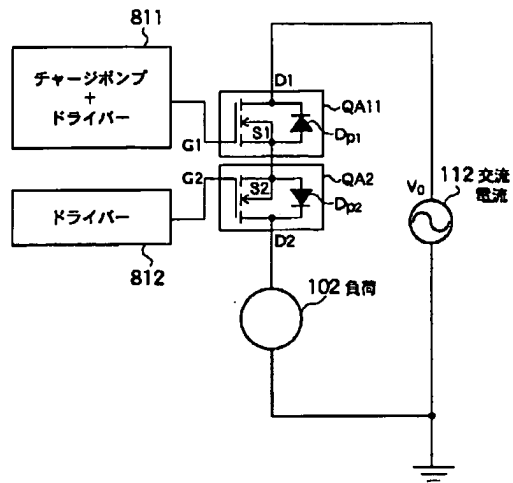 811
チャージポンプ
+
ドライバー
D1
QA11
S1
Dp1
G1
G2
QA2
S2
Dp2
ドライバー
812
D2
V0
112 交流
電流
102 負荷